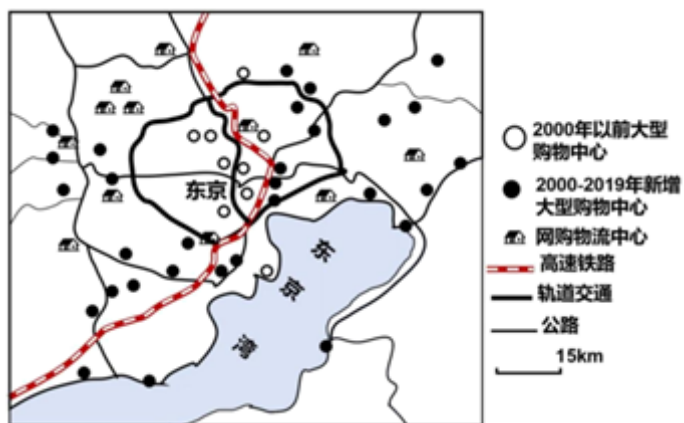 东京
东
京
湾
2000年以前大型
购物中心
2000-2019年新增
大型购物中心
网购物流中心
高速铁路
轨道交通
公路
15km